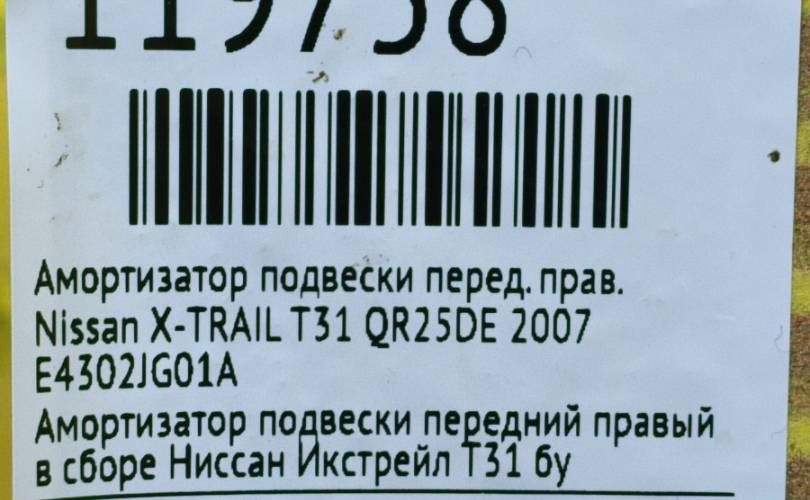 119758
Амортизатор подвески перед. прав.
Nissan X-TRAIL T31 QR25DE 2007
E4302JG01A
Амортизатор подвески передний правый
в сборе Ниссан Икстрейл Т31 бу